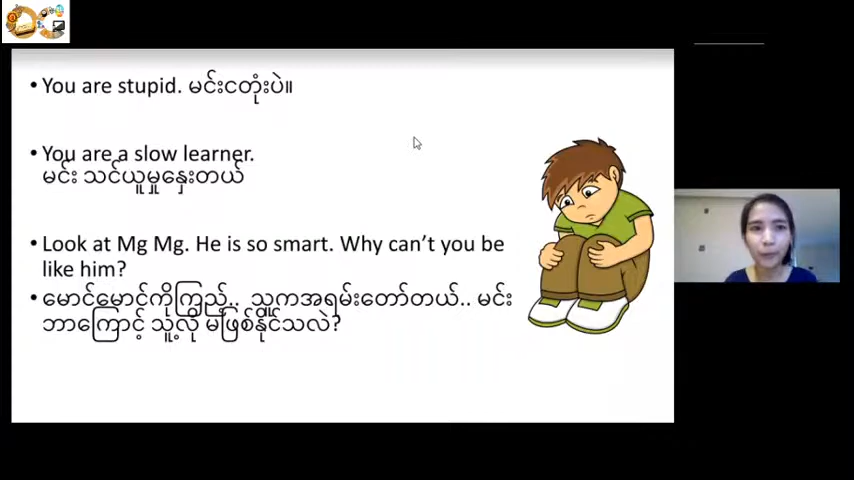 • You are stupid. မင်းငတုံးပဲ။
• You are a slow learner.
မင်း သင်ယူမှုနှေးတယ်
• Look at Mg Mg. He is so smart. Why can't you be
like him?
• မောင်မောင်ကိုကြည့်.. သူကအရမ်းတော်တယ်.. မင်း
ဘာကြောင့် သူ့လို မဖြစ်နိုင်သလဲ?